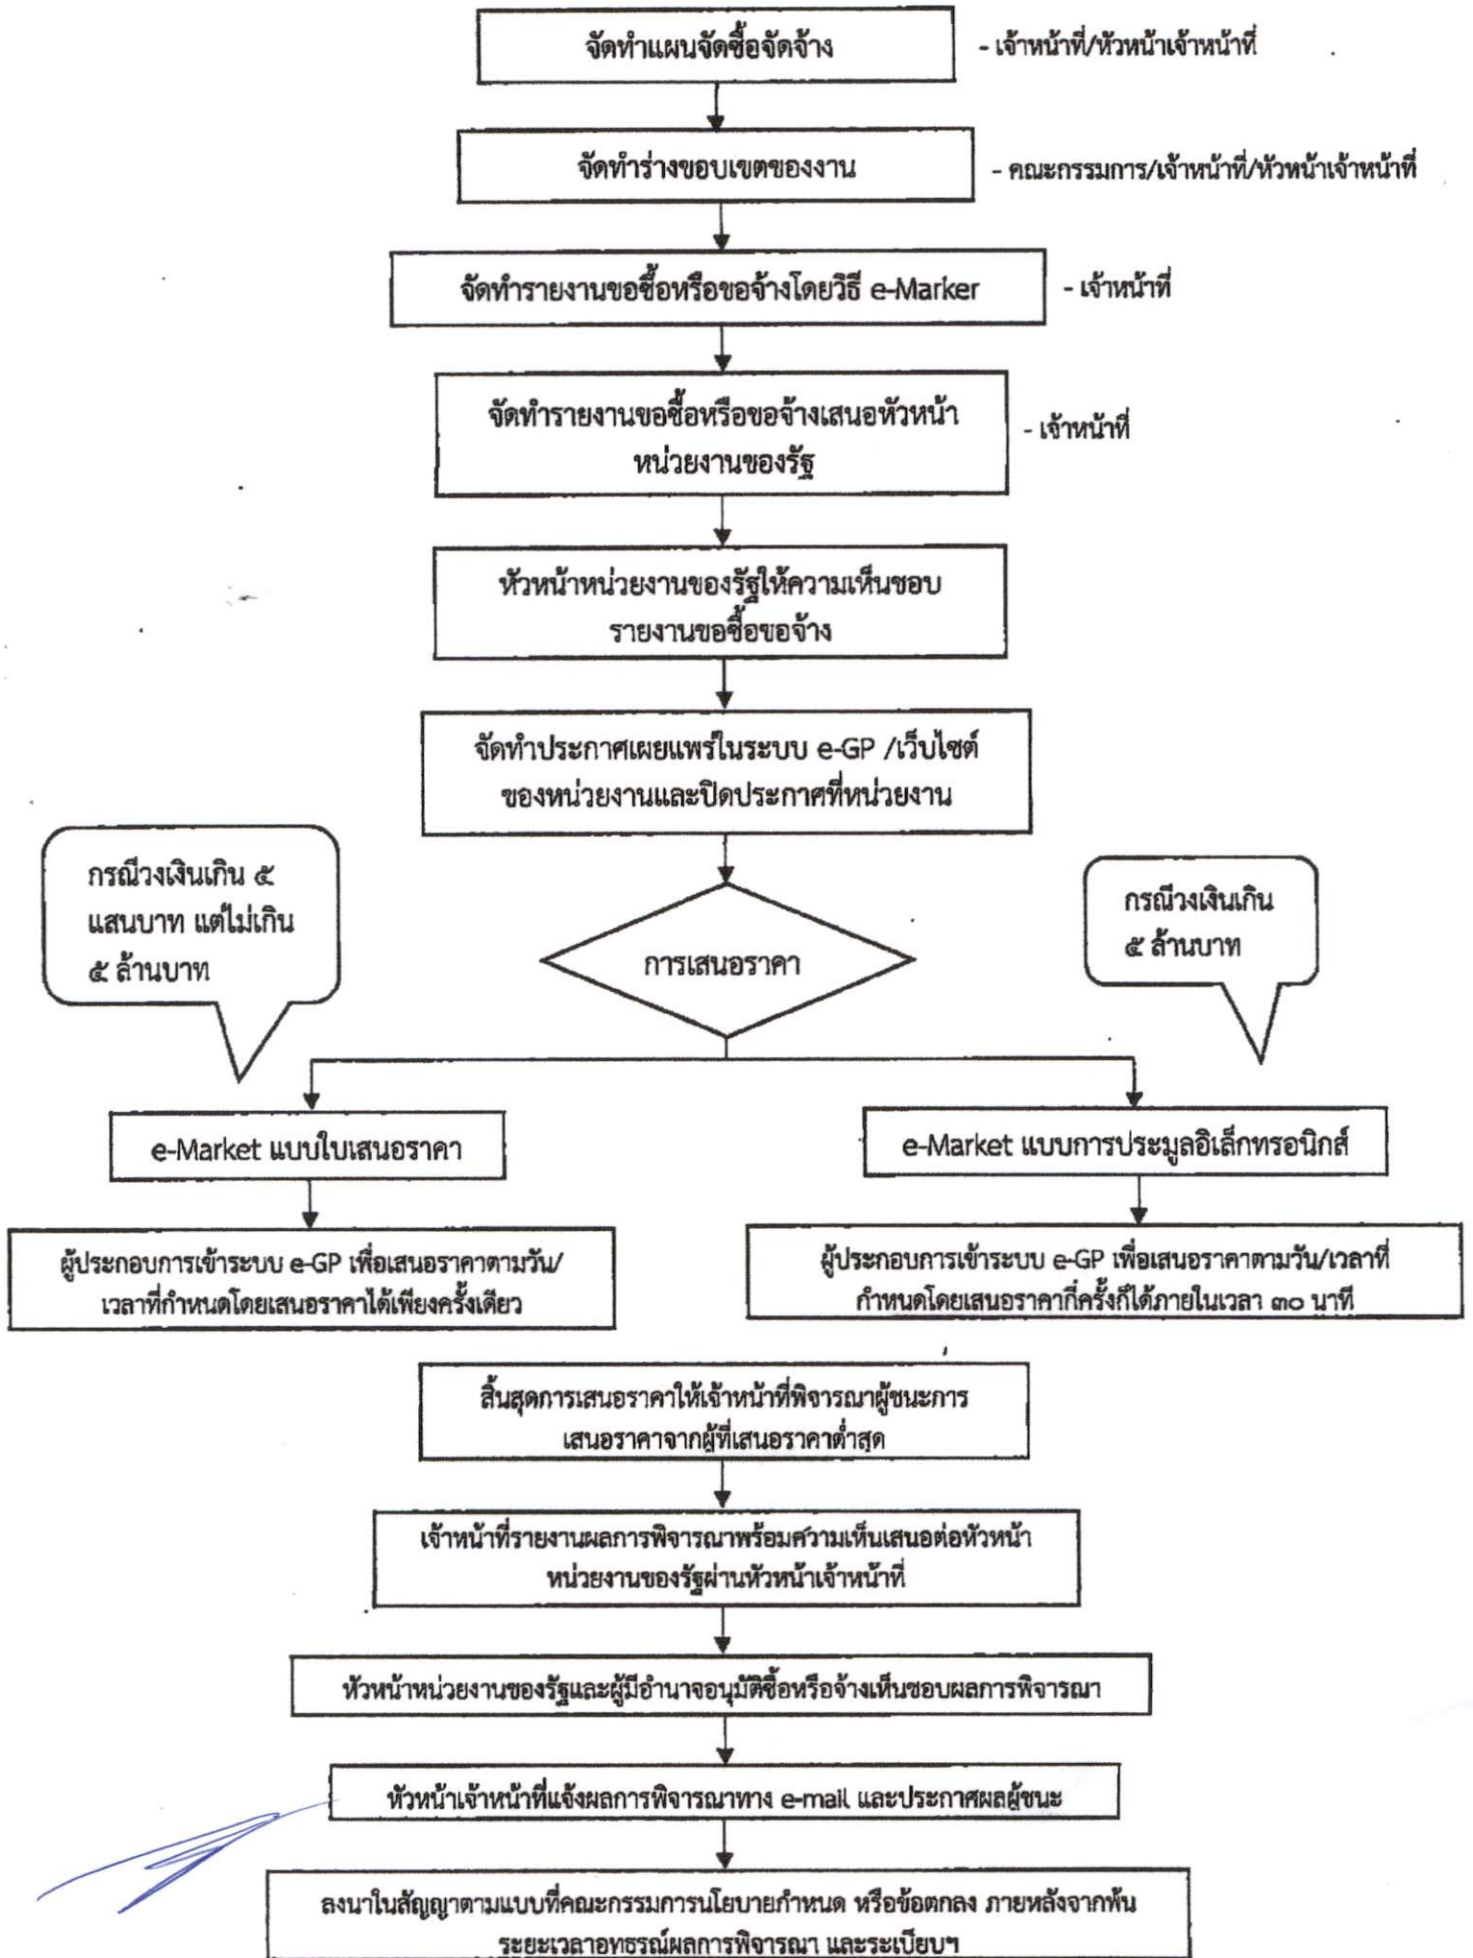 จัดทำแผนจัดซื้อจัดจ้าง - เจ้าหน้าที่/หัวหน้าเจ้าหน้าที่
จัดทำร่างขอบเขตของงาน - คณะกรรมการ/เจ้าหน้าที่/หัวหน้าเจ้าหน้าที่
จัดทำรายงานขอซื้อหรือขอจ้างโดยวิธี e-Marker - เจ้าหน้าที่
จัดทำรายงานขอซื้อหรือขอจ้างเสนอหัวหน้า
หน่วยงานของรัฐ
- เจ้าหน้าที่
หัวหน้าหน่วยงานของรัฐให้ความเห็นชอบ
รายงานขอซื้อขอจ้าง
จัดทำประกาศเผยแพร่ในระบบ e-GP /เว็บไซต์
ของหน่วยงานและปิดประกาศที่หน่วยงาน
กรณีวงเงินเกิน ๕
แสนบาท แต่ไม่เกิน
๕ ล้านบาท
การเสนอราคา
กรณีวงเงินเกิน
๕ ล้านบาท
e-Market แบบใบเสนอราคา
e-Market แบบการประมูลอิเล็กทรอนิกส์
ผู้ประกอบการเข้าระบบ e-GP เพื่อเสนอราคาตามวัน/
เวลาที่กำหนดโดยเสนอราคาได้เพียงครั้งเดียว
ผู้ประกอบการเข้าระบบ e-GP เพื่อเสนอราคาตามวัน/เวลาที่
กำหนดโดยเสนอราคากี่ครั้งก็ได้ภายในเวลา ๓๐ นาที
สิ้นสุดการเสนอราคาให้เจ้าหน้าที่พิจารณาผู้ชนะการ
เสนอราคาจากผู้ที่เสนอราคาต่ำสุด
เจ้าหน้าที่รายงานผลการพิจารณาพร้อมความเห็นเสนอต่อหัวหน้า
หน่วยงานของรัฐผ่านหัวหน้าเจ้าหน้าที่
หัวหน้าหน่วยงานของรัฐและผู้มีอำนาจอนุมัติซื้อหรือจ้างเห็นชอบผลการพิจารณา
หัวหน้าเจ้าหน้าที่แจ้งผลการพิจารณาทาง e-mail และประกาศผลผู้ชนะ
ลงนาในสัญญาตามแบบที่คณะกรรมการนโยบายกำหนด หรือข้อตกลง ภายหลังจากพ้น
ระยะเวลาอุทธรณ์ผลการพิจารณา และระเบียบฯ